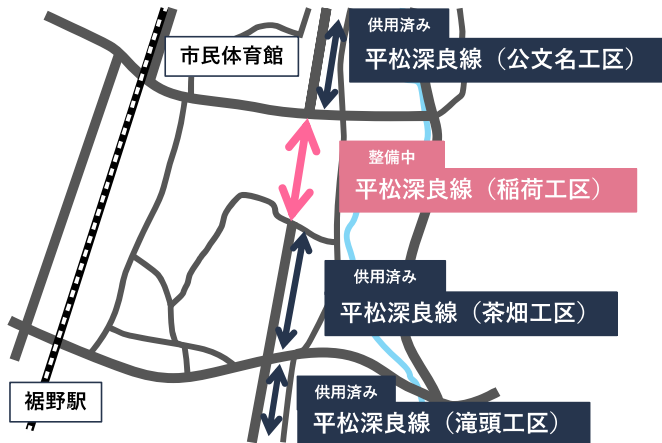 供用済み
平松深良線（公文名工区）
市民体育館
整備中
平松深良線（稲荷工区）
供用済み
平松深良線（茶畑工区）
裾野駅
供用済み
平松深良線（滝頭工区）